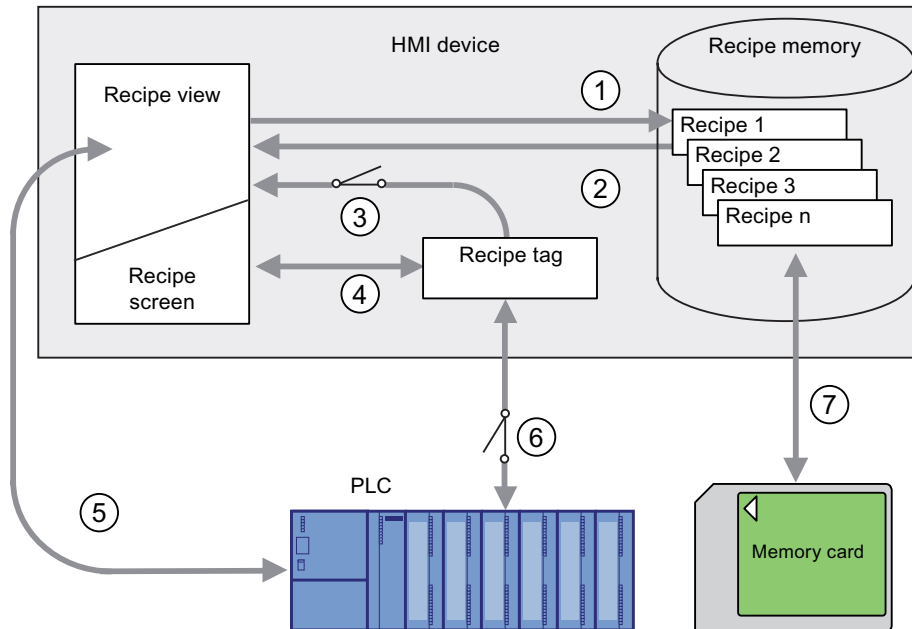 HMI device
Recipe memory
Recipe view
1
Recipe 1
Recipe 2
2
Recipe 3
3
Recipe n
Recipe tag
Recipe
screen
4
7
6
PLC
5
Memory card